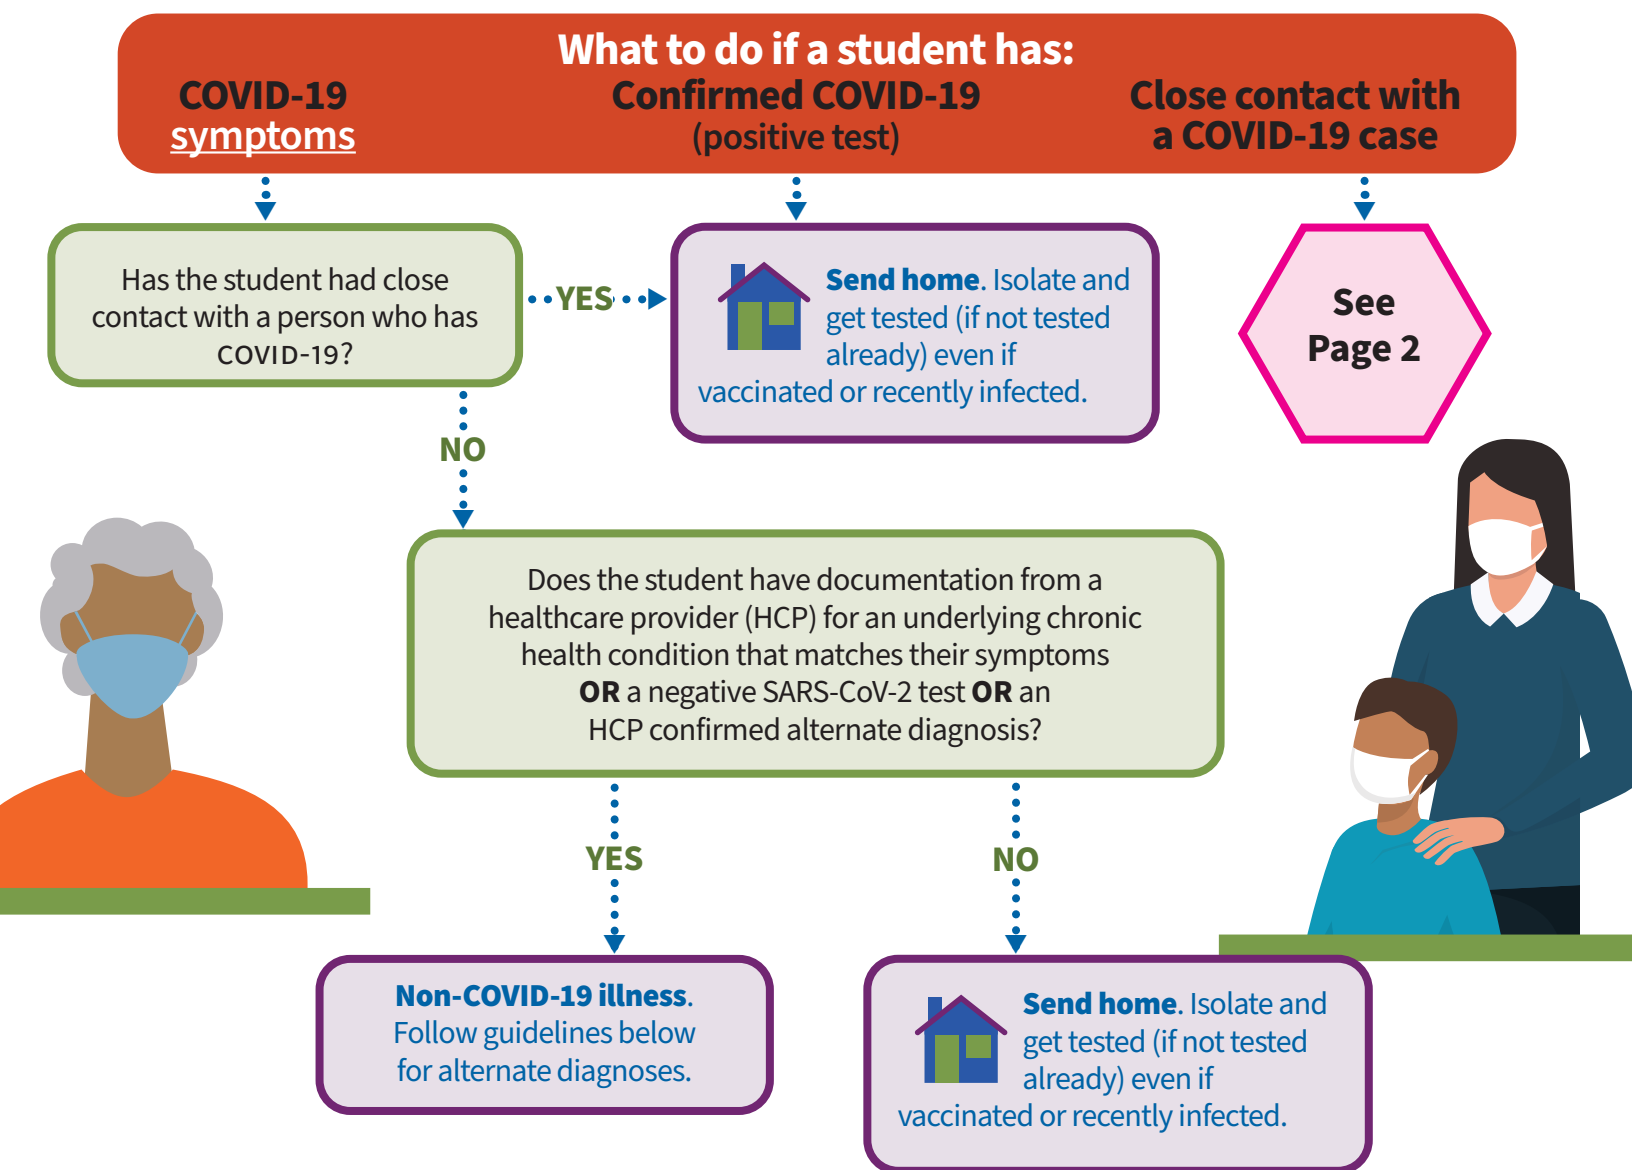 What to do if a student has:
COVID-19
symptoms
Confirmed COVID-19
(positive test)
Close contact with
a COVID-19 case
Has the student had close
contact with a person who has
COVID-19?
YES
Send home. Isolate and
get tested (if not tested
already) even if
vaccinated or recently infected.
See
Page 2
NO
Does the student have documentation from a
healthcare provider (HCP) for an underlying chronic
health condition that matches their symptoms
OR a negative SARS-CoV-2 test OR an
HCP confirmed alternate diagnosis?
YES
NO
Non-COVID-19 illness.
Follow guidelines below
for alternate diagnoses.
Send home. Isolate and
get tested (if not tested
already) even if
vaccinated or recently infected.